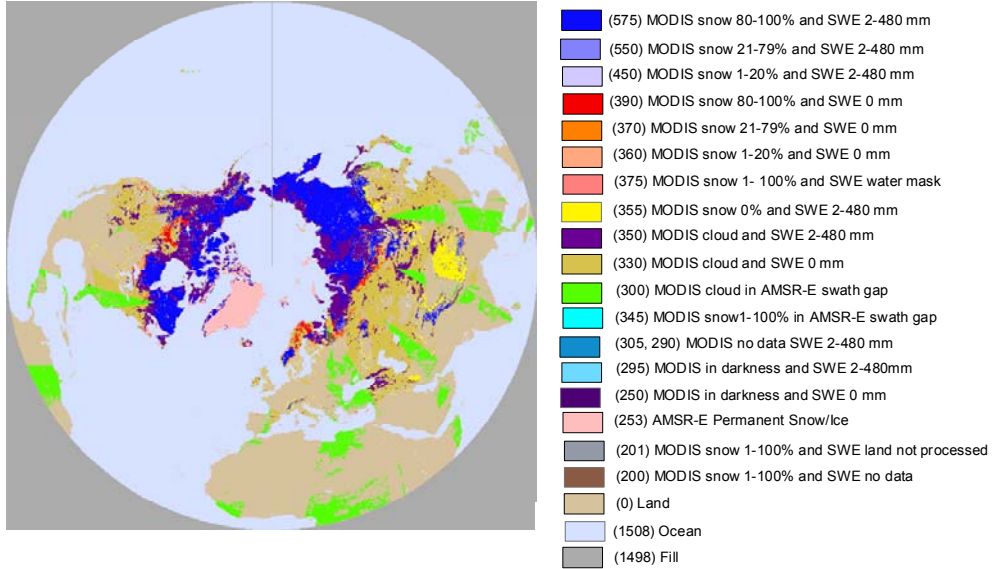 (575) MODIS snow 80-100% and SWE 2-480 mm
(550) MODIS snow 21-79% and SWE 2-480 mm
(450) MODIS snow 1-20% and SWE 2-480 mm
(390) MODIS snow 80-100% and SWE 0 mm
(370) MODIS snow 21-79% and SWE 0 mm
(360) MODIS snow 1-20% and SWE 0 mm
(375) MODIS snow 1- 100% and SWE water mask
(355) MODIS snow 0% and SWE 2-480 mm
(350) MODIS cloud and SWE 2-480 mm
(330) MODIS cloud and SWE 0 mm
(300) MODIS cloud in AMSR-E swath gap
(345) MODIS snow1-100% in AMSR-E swath gap
(305, 290) MODIS no data SWE 2-480 mm
(295) MODIS in darkness and SWE 2-480mm
(250) MODIS in darkness and SWE 0 mm
(253) AMSR-E Permanent Snow/Ice
(201) MODIS snow 1-100% and SWE land not processed
(200) MODIS snow 1-100% and SWE no data
(0) Land
(1508) Ocean
(1498) Fill